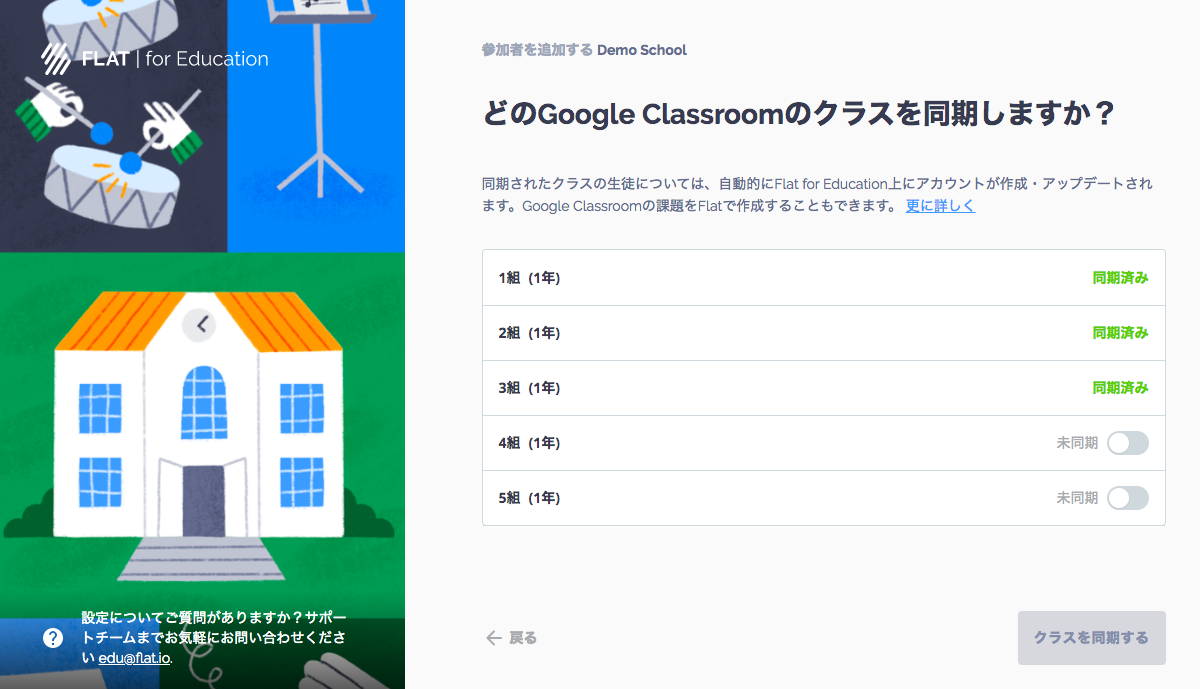 FLAT | for Education
設定についてご質問がありますか？サポー
トチームまでお気軽にお問い合わせくださ
い edu@flat.io.
参加者を追加する Demo School
どのGoogle Classroomのクラスを同期しますか？
同期されたクラスの生徒については、自動的にFlat for Education上にアカウントが作成・アップデートされ
ます。Google Classroomの課題をFlatで作成することもできます。 更に詳しく
1組 (1年) 同期済み
2組 (1年) 同期済み
3組 (1年) 同期済み
4組 (1年) 未同期
5組 (1年) 未同期
← 戻る
クラスを同期する